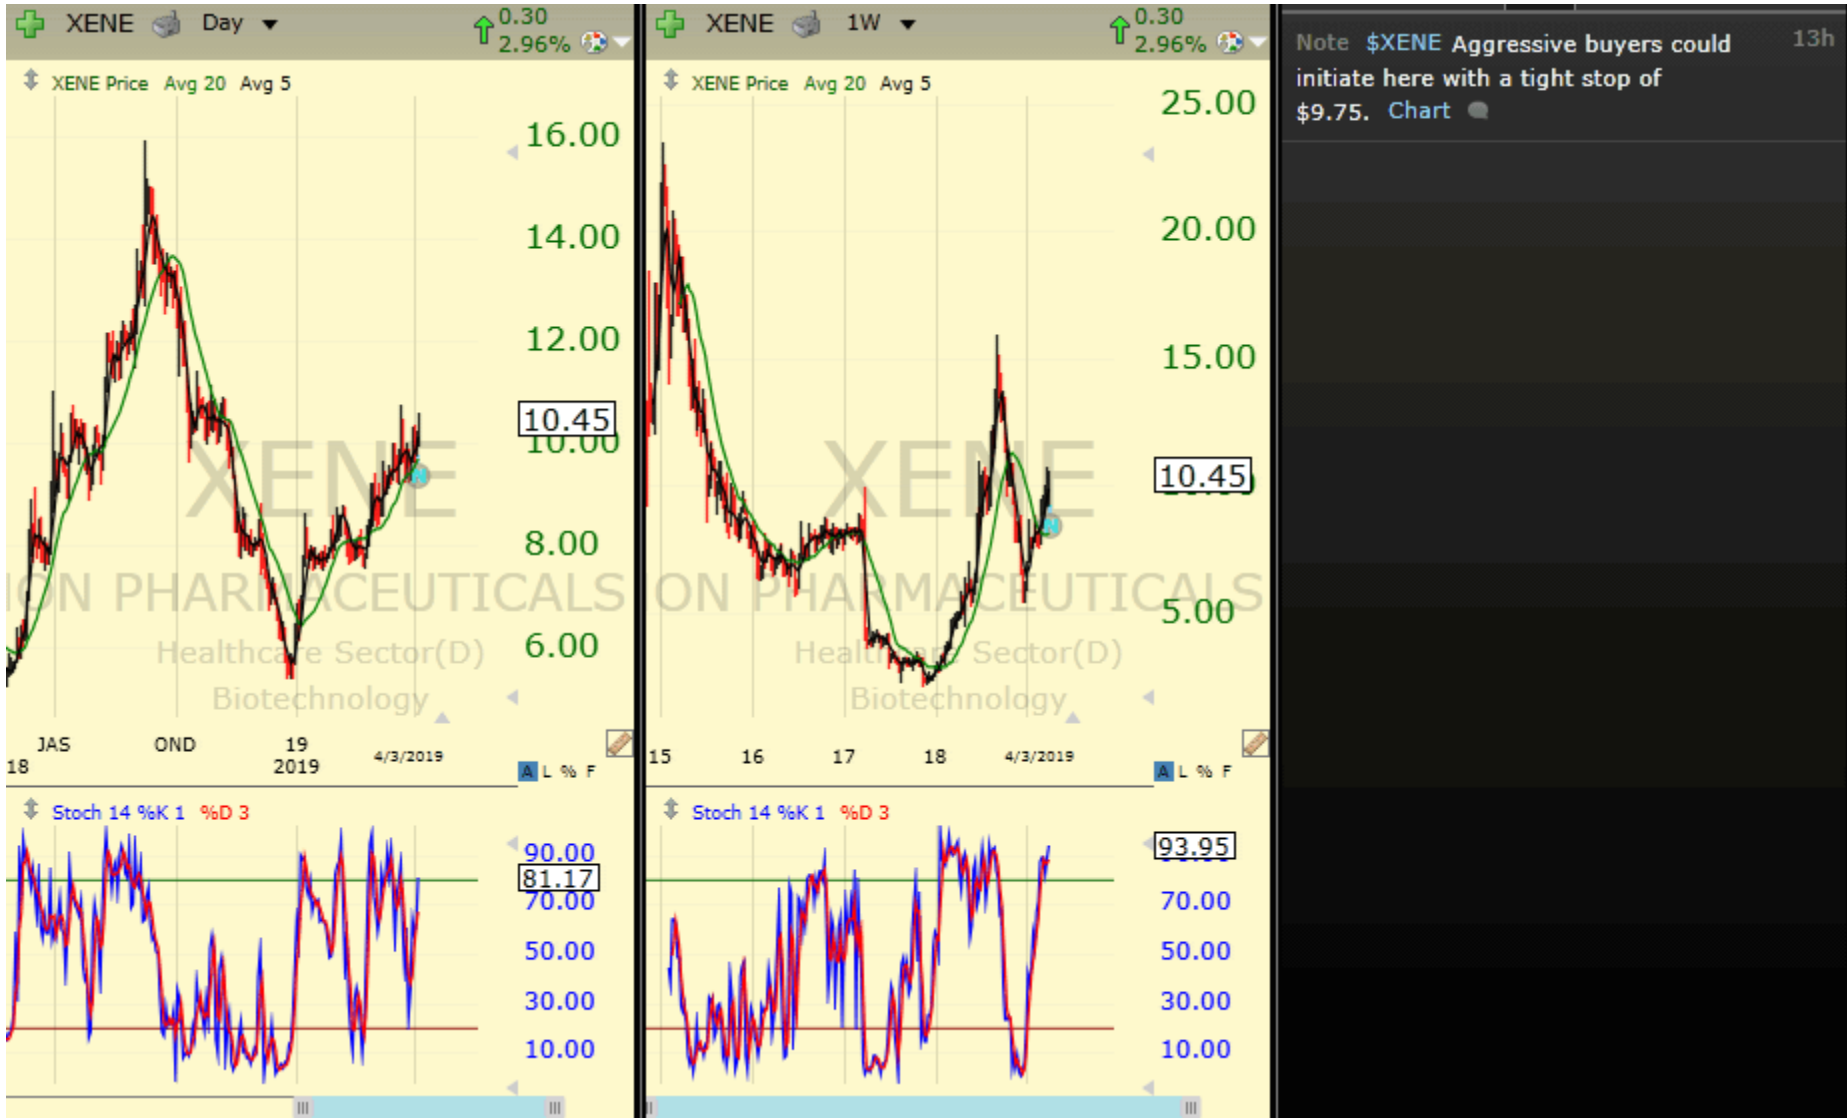 XENE Day 0.30
2.96%
XENE Price Avg 20 Avg 5
16.00
14.00
12.00
10.45
10.00
8.00
6.00
XENE
ON PHARMACEUTICALS
Healthcare Sector(D)
Biotechnology
JAS OND 19 4/3/2019
18 2019
A L % F
Stoch 14 %K 1 %D 3
90.00
81.17
70.00
50.00
30.00
10.00
XENE 1W 0.30
2.96%
XENE Price Avg 20 Avg 5
25.00
20.00
15.00
10.45
5.00
XENE
ON PHARMACEUTICALS
Healthcare Sector(D)
Biotechnology
15 16 17 18 4/3/2019
A L % F
Stoch 14 %K 1 %D 3
93.95
70.00
50.00
30.00
10.00
Note $XENE Aggressive buyers could 13h
initiate here with a tight stop of
$9.75. Chart